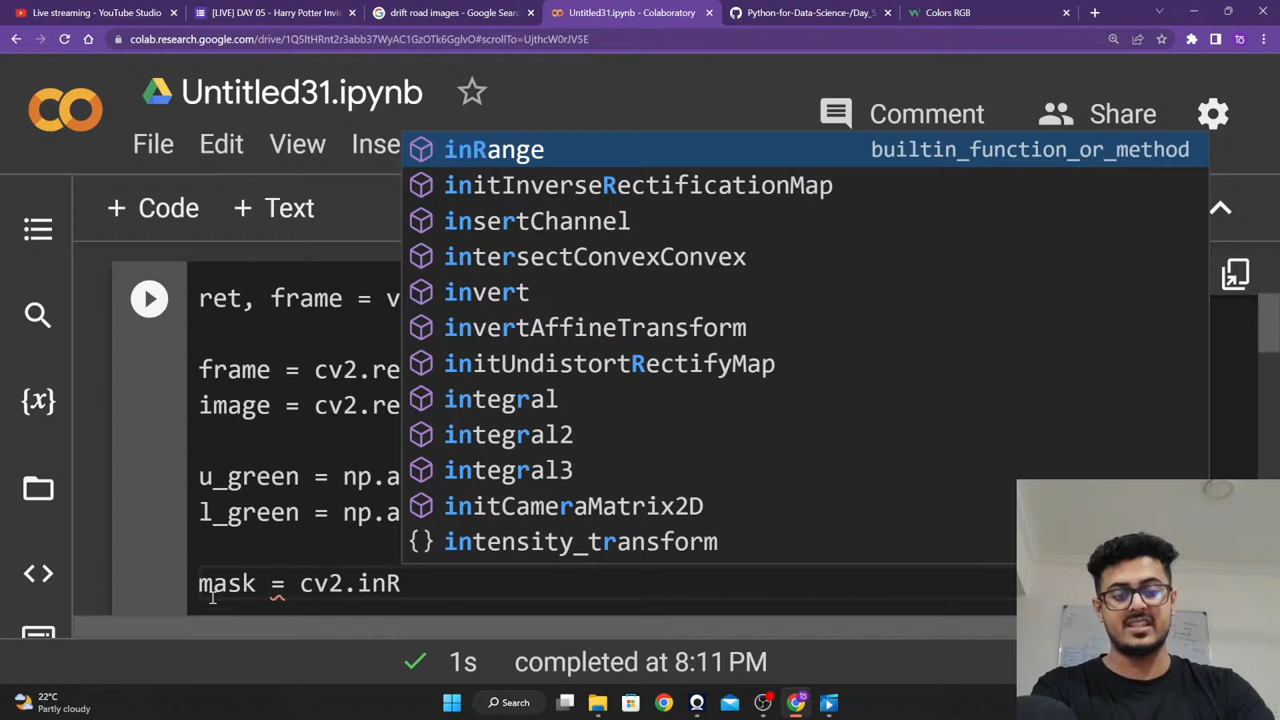 Live streaming - YouTube Studio
[LIVE] DAY 05 - Harry Potter Invi
drift road images - Google Search
Untitled31.ipynb - Colaboratory
Python-for-Data-Science-/Day_5
Colors RGB
colab.research.google.com/drive/1Q5ltHRnt2r3abb37WyAC1GzOTk6GglvO#scrollTo=UjthcW0rJV5E
Untitled31.ipynb
Comment
Share
File
Edit
View
Inse
+ Code
+ Text
inRange
builtin_function_or_method
initInverseRectificationMap
insertChannel
intersectConvexConvex
invert
invertAffineTransform
initUndistortRectifyMap
integral
integral2
integral3
initCameraMatrix2D
intensity_transform
ret, frame = v
frame = cv2.re
image = cv2.re
u_green = np.a
l_green = np.a
mask = cv2.inR
{x}
1s
completed at 8:11 PM
22°C
Partly cloudy
Search